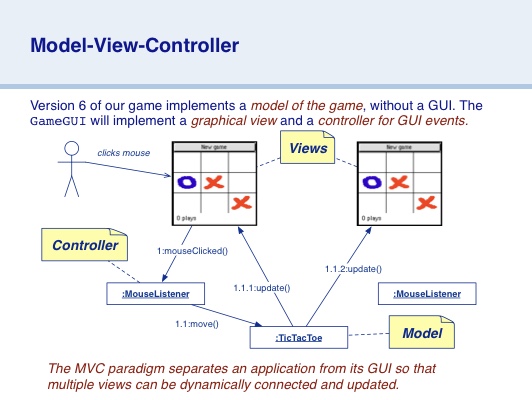 Model-View-Controller
Version 6 of our game implements a model of the game, without a GUI. The
GameGUI will implement a graphical view and a controller for GUI events.
clicks mouse
New game
O X
X
O plays
Views
New game
O X
X
O plays
Controller
1:mouseClicked()
1.1.1:update()
1.1.2:update()
:MouseListener
:MouseListener
1.1:move()
:TicTacToe
Model
The MVC paradigm separates an application from its GUI so that
multiple views can be dynamically connected and updated.